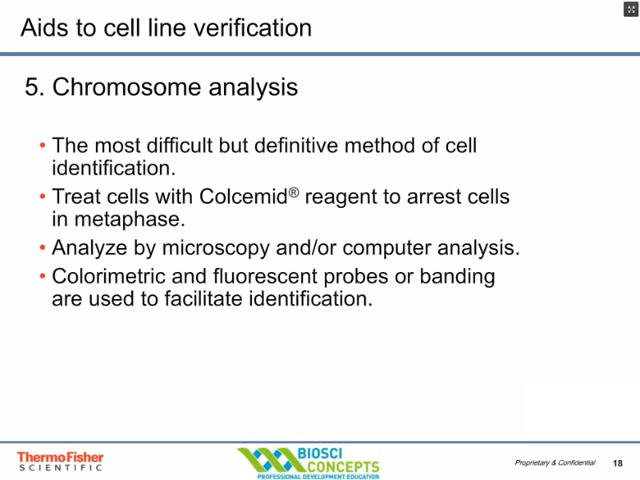 Aids to cell line verification
5. Chromosome analysis
• The most difficult but definitive method of cell
identification.
• Treat cells with Colcemid® reagent to arrest cells
in metaphase.
• Analyze by microscopy and/or computer analysis.
• Colorimetric and fluorescent probes or banding
are used to facilitate identification.
ThermoFisher
SCIENTIFIC
BIOSCI
CONCEPTS
PROFESSIONAL DEVELOPMENT EDUCATION
Proprietary & Confidential
18